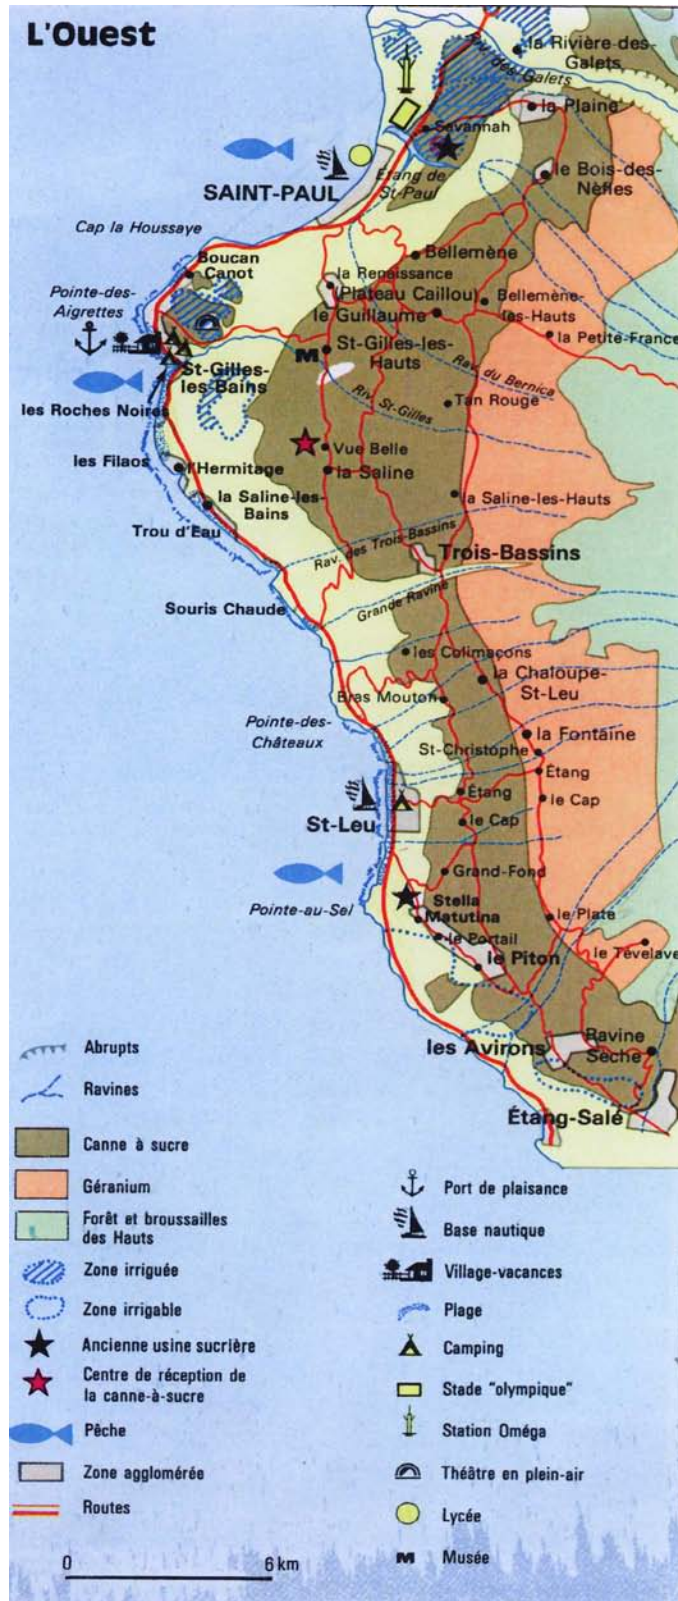 L'Ouest
la Rivière-des-
Galets
Riv. des Galets
la Plaine
Savannah
le Bois-des-
Nèfles
Étang de
St-Paul
SAINT-PAUL
Cap la Houssaye
Bellemène
Boucan
Canot
la Renaissance
(Plateau Caillou)
Bellemène-
les-Hauts
Pointe-des-
Aigrettes
le Guillaume
la Petite-France
St-Gilles-les-
Hauts
St-Gilles-
les-Bains
Rav. du Bernica
les Roches Noires
Riv. St-Gilles
Tan Rouge
Vue Belle
les Filaos
l'Hermitage
la Saline
la Saline-les-
Bains
la Saline-les-Hauts
Trou d'Eau
Rav. des Trois-Bassins
Trois-Bassins
Souris Chaude
Grande Ravine
les Colimaçons
la Chaloupe-
St-Leu
Bras Mouton
Pointe-des-
Châteaux
la Fontaine
St-Christophe
Étang
Étang
le Cap
St-Leu
le Cap
Grand-Fond
Pointe-au-Sel
Stella
Matutina
le Plate
le Portail
le Tévelave
le Piton
les Avirons
Ravine
Sèche
Étang-Salé
Abrupts
Ravines
Canne à sucre
Géranium
Forêt et broussailles
des Hauts
Zone irriguée
Zone irrigable
Ancienne usine sucrière
Centre de réception de
la canne-à-sucre
Pêche
Zone agglomérée
Routes
Port de plaisance
Base nautique
Village-vacances
Plage
Camping
Stade "olympique"
Station Oméga
Théâtre en plein-air
Lycée
M Musée
0 6 km